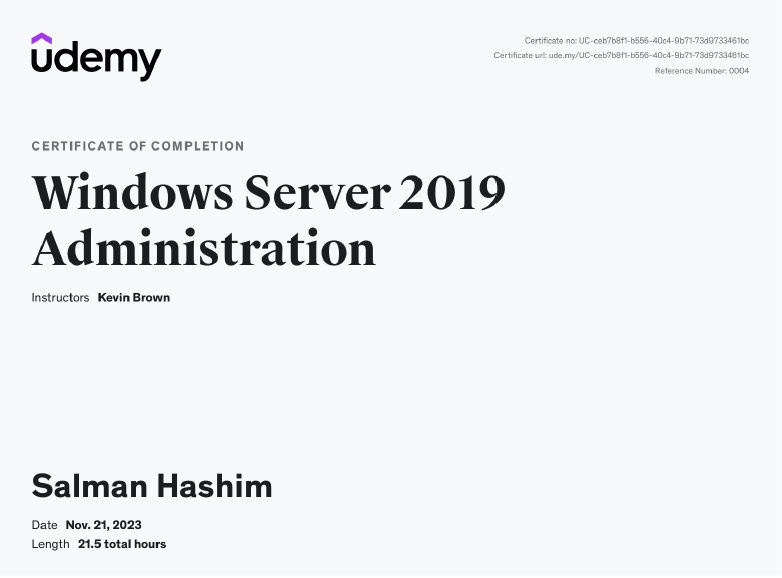 udemy
Certificate no: UC-ceb7b8f1-b556-40c4-9b71-73d9733461bc
Certificate url: ude.my/UC-ceb7b8f1-b556-40c4-9b71-73d9733461bc
Reference Number: 0004
CERTIFICATE OF COMPLETION
Windows Server 2019
Administration
Instructors Kevin Brown
Salman Hashim
Date Nov. 21, 2023
Length 21.5 total hours